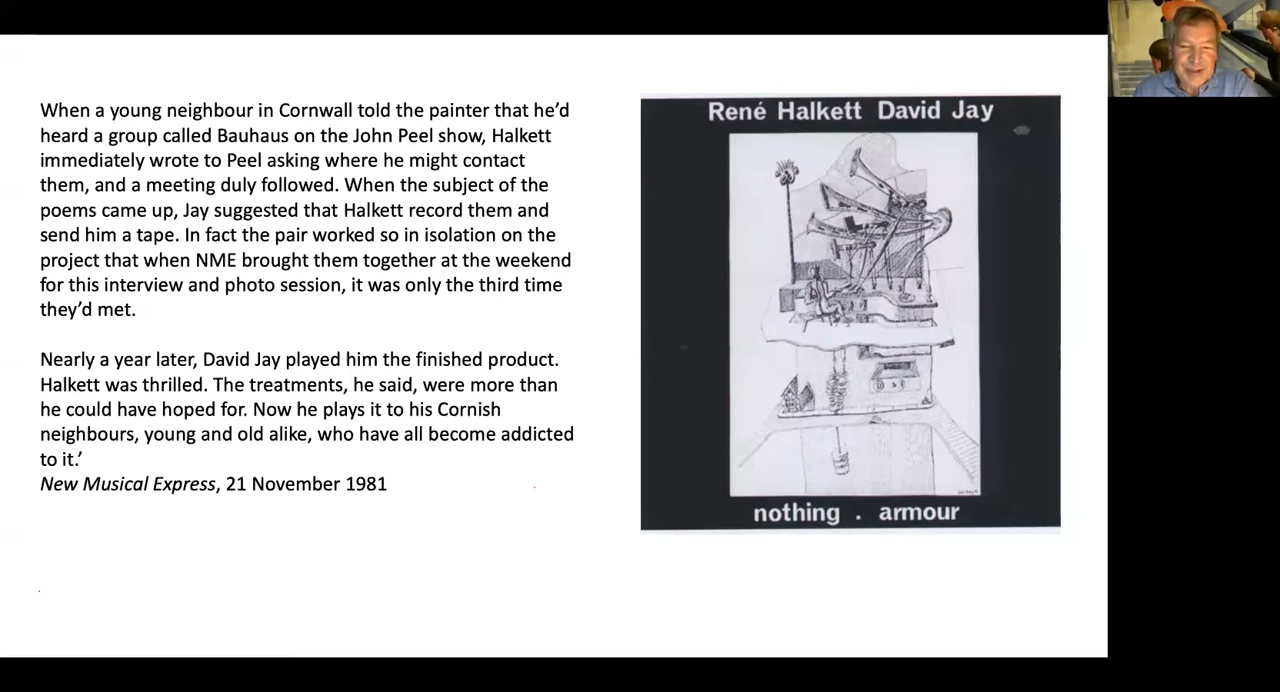 When a young neighbour in Cornwall told the painter that he’d
heard a group called Bauhaus on the John Peel show, Halkett
immediately wrote to Peel asking where he might contact
them, and a meeting duly followed. When the subject of the
poems came up, Jay suggested that Halkett record them and
send him a tape. In fact the pair worked so in isolation on the
project that when NME brought them together at the weekend
for this interview and photo session, it was only the third time
they’d met.
Nearly a year later, David Jay played him the finished product.
Halkett was thrilled. The treatments, he said, were more than
he could have hoped for. Now he plays it to his Cornish
neighbours, young and old alike, who have all become addicted
to it.’
New Musical Express, 21 November 1981
René Halkett David Jay
nothing . armour